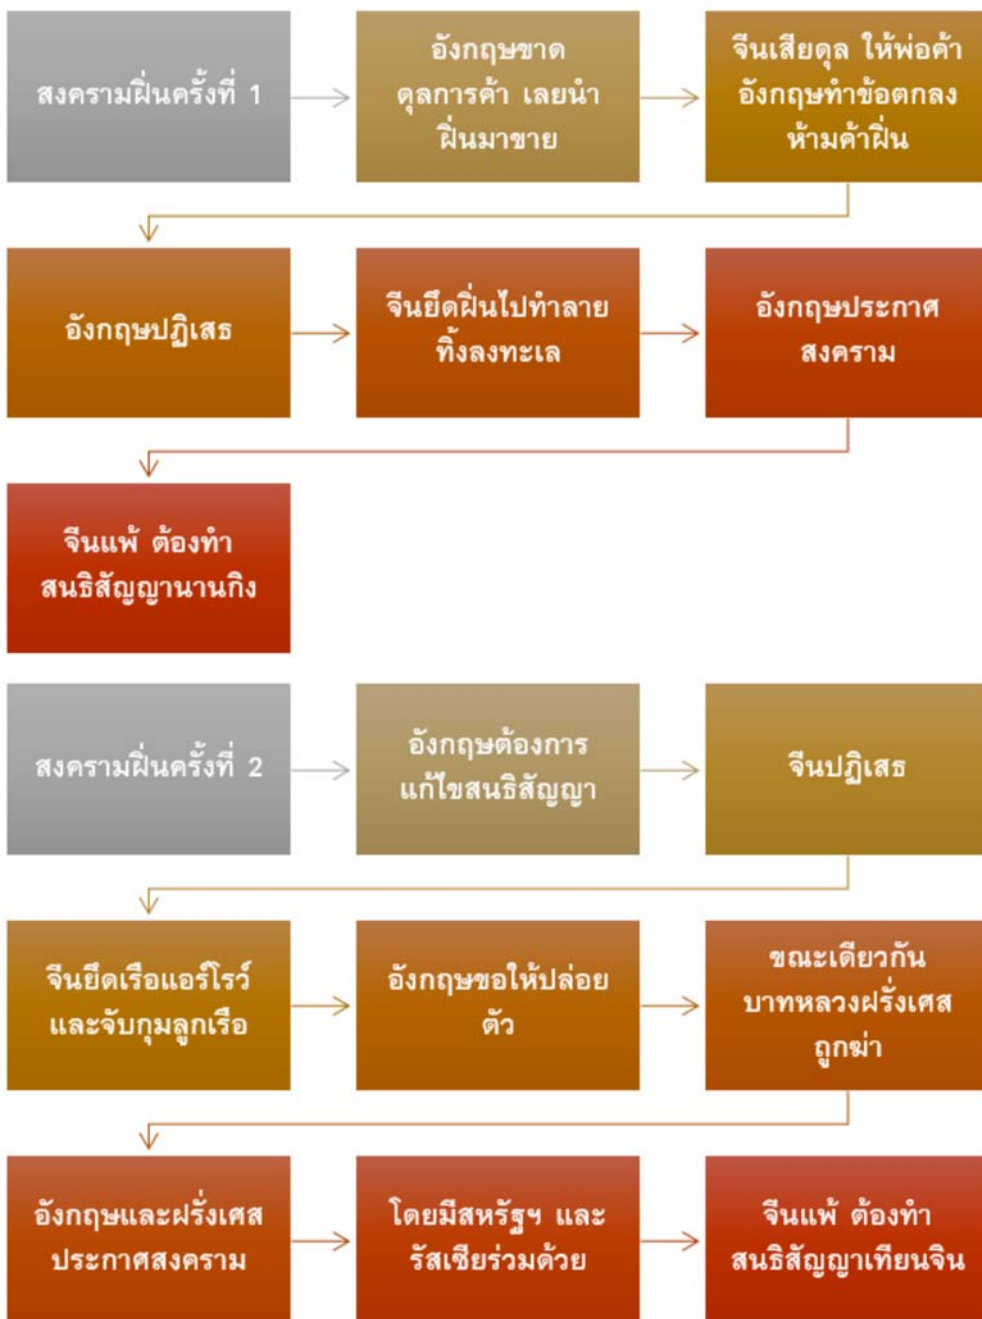 สงครามฝิ่นครั้งที่ 1
อังกฤษขาด
ดุลการค้า เลยนำ
ฝิ่นมาขาย
จีนเสียดุล ให้พ่อค้า
อังกฤษทำข้อตกลง
ห้ามค้าฝิ่น
อังกฤษปฏิเสธ
จีนยึดฝิ่นไปทำลาย
ทิ้งลงทะเล
อังกฤษประกาศ
สงคราม
จีนแพ้ ต้องทำ
สนธิสัญญานานกิง
สงครามฝิ่นครั้งที่ 2
อังกฤษต้องการ
แก้ไขสนธิสัญญา
จีนปฏิเสธ
จีนยึดเรือแอร์โรว์
และจับกุมลูกเรือ
อังกฤษขอให้ปล่อย
ตัว
ขณะเดียวกัน
บาทหลวงฝรั่งเศส
ถูกฆ่า
อังกฤษและฝรั่งเศส
ประกาศสงคราม
โดยมีสหรัฐฯ และ
รัสเซียร่วมด้วย
จีนแพ้ ต้องทำ
สนธิสัญญาเทียนจิน